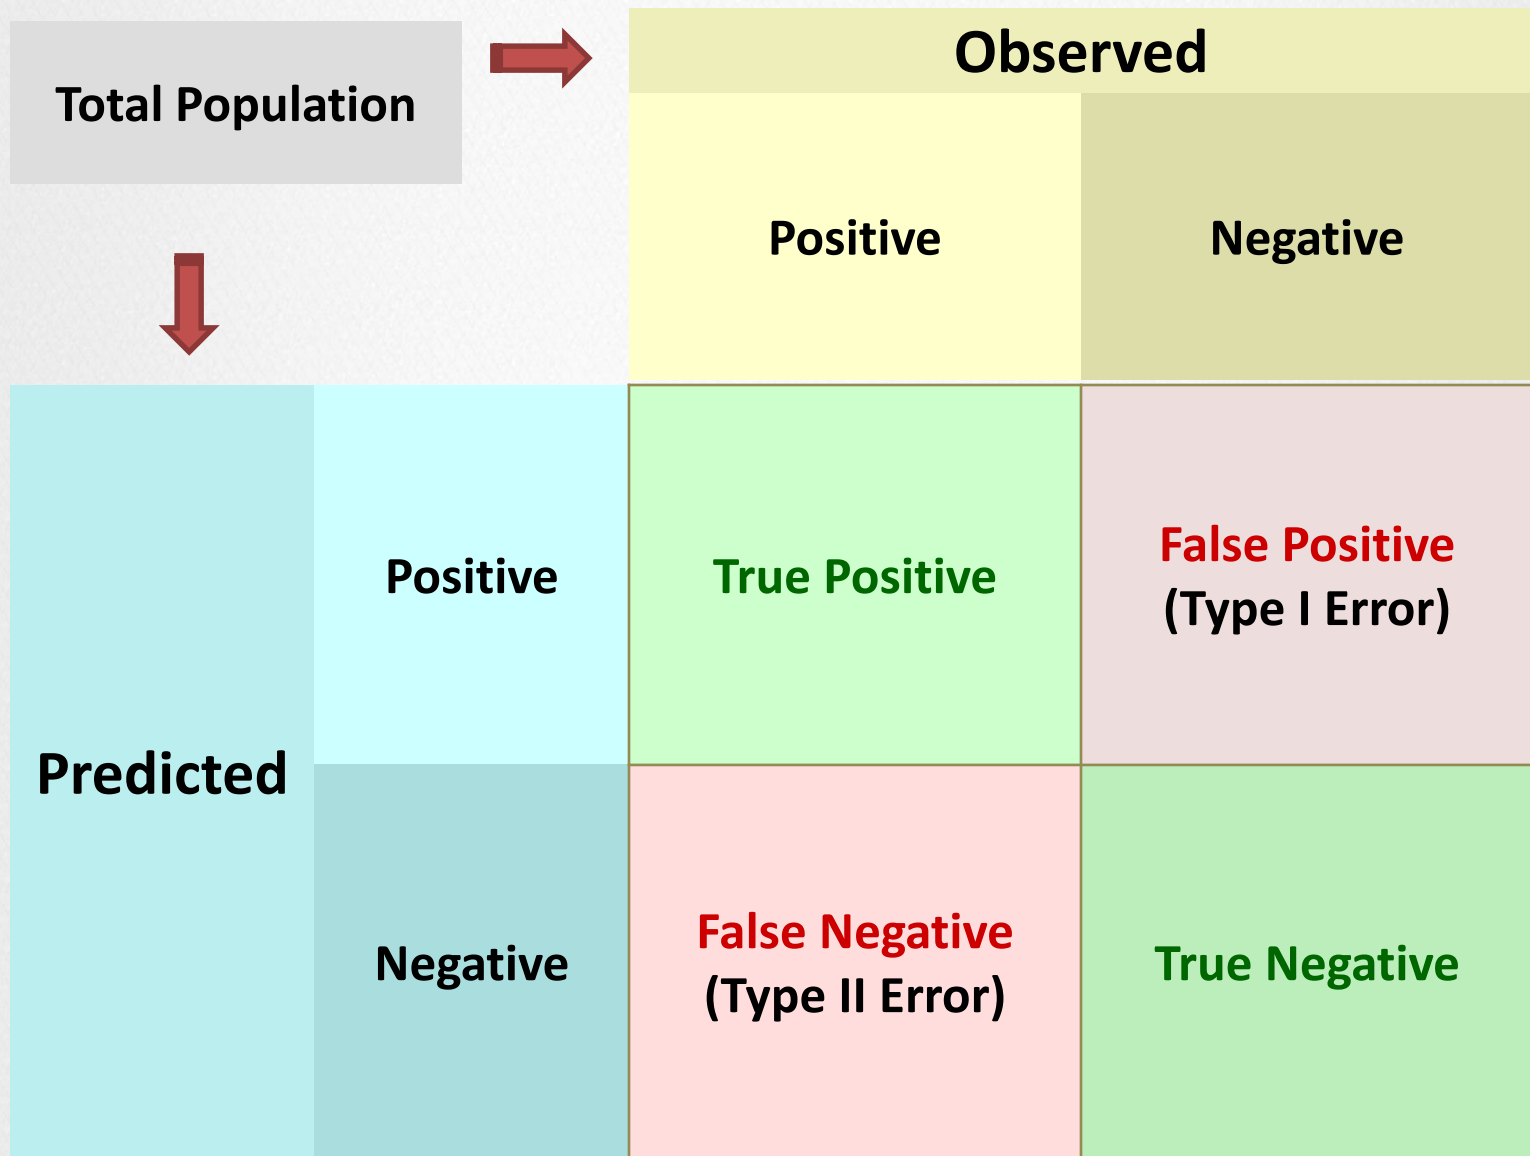 Total Population
Observed
Positive
Negative
Predicted
Positive
True Positive
False Positive
(Type I Error)
Negative
False Negative
(Type II Error)
True Negative